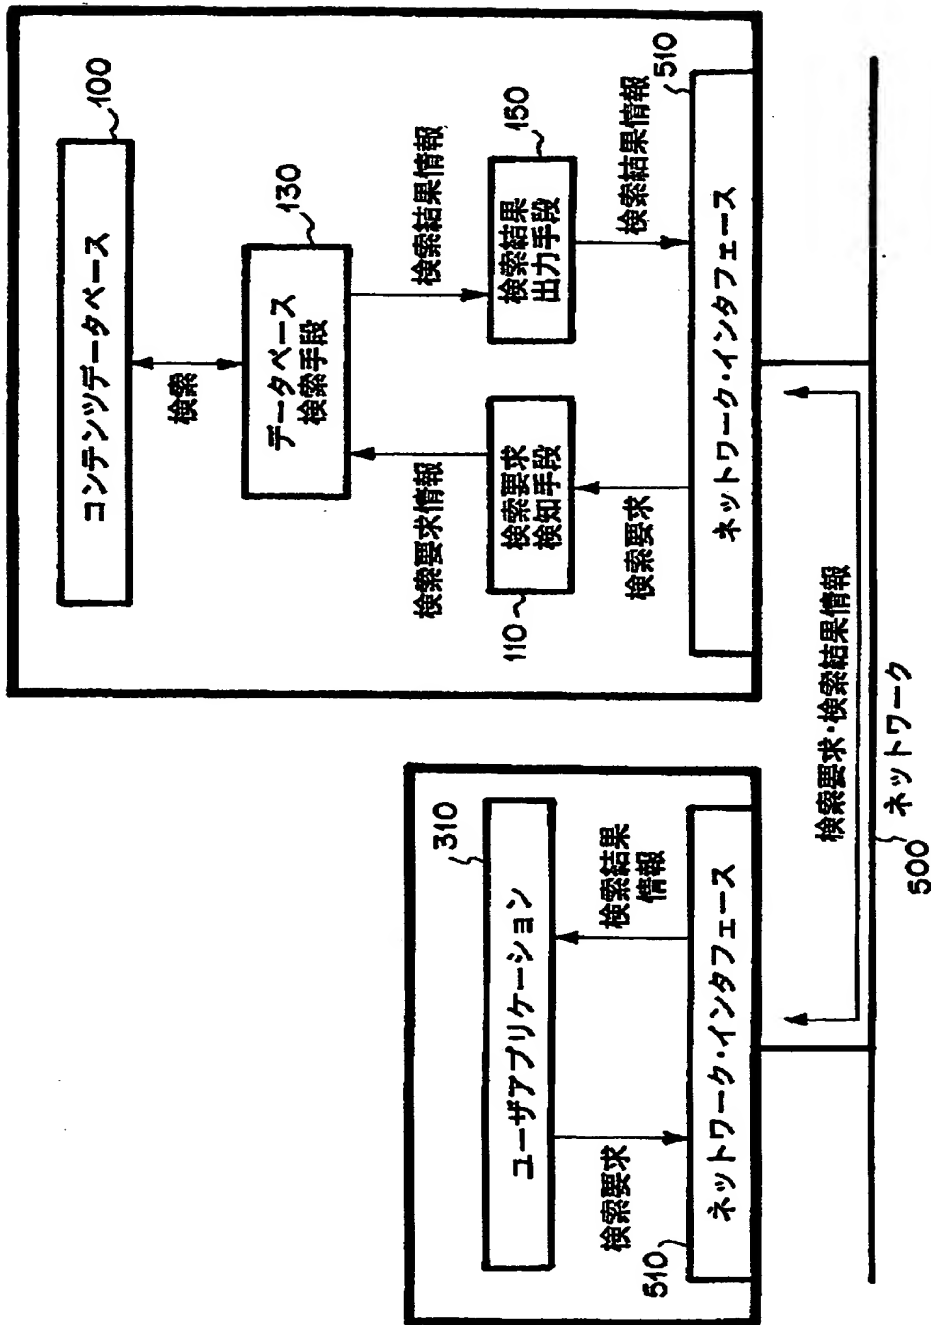 310
ユーザアプリケーション
検索要求
検索結果
情報
510
ネットワーク・インタフェース
100
コンテンツデータベース
検索
130
データベース
検索手段
検索要求情報
検索結果情報
110
検索要求
検知手段
150
検索結果
出力手段
検索要求
検索結果情報
510
ネットワーク・インタフェース
検索要求・検索結果情報
500
ネットワーク